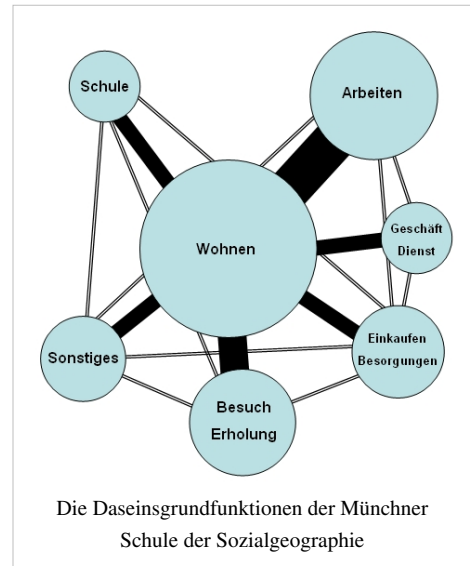 Schule
Arbeiten
Wohnen
Geschäft
Dienst
Sonstiges
Einkaufen
Besorgungen
Besuch
Erholung
Die Daseinsgrundfunktionen der Münchner
Schule der Sozialgeographie